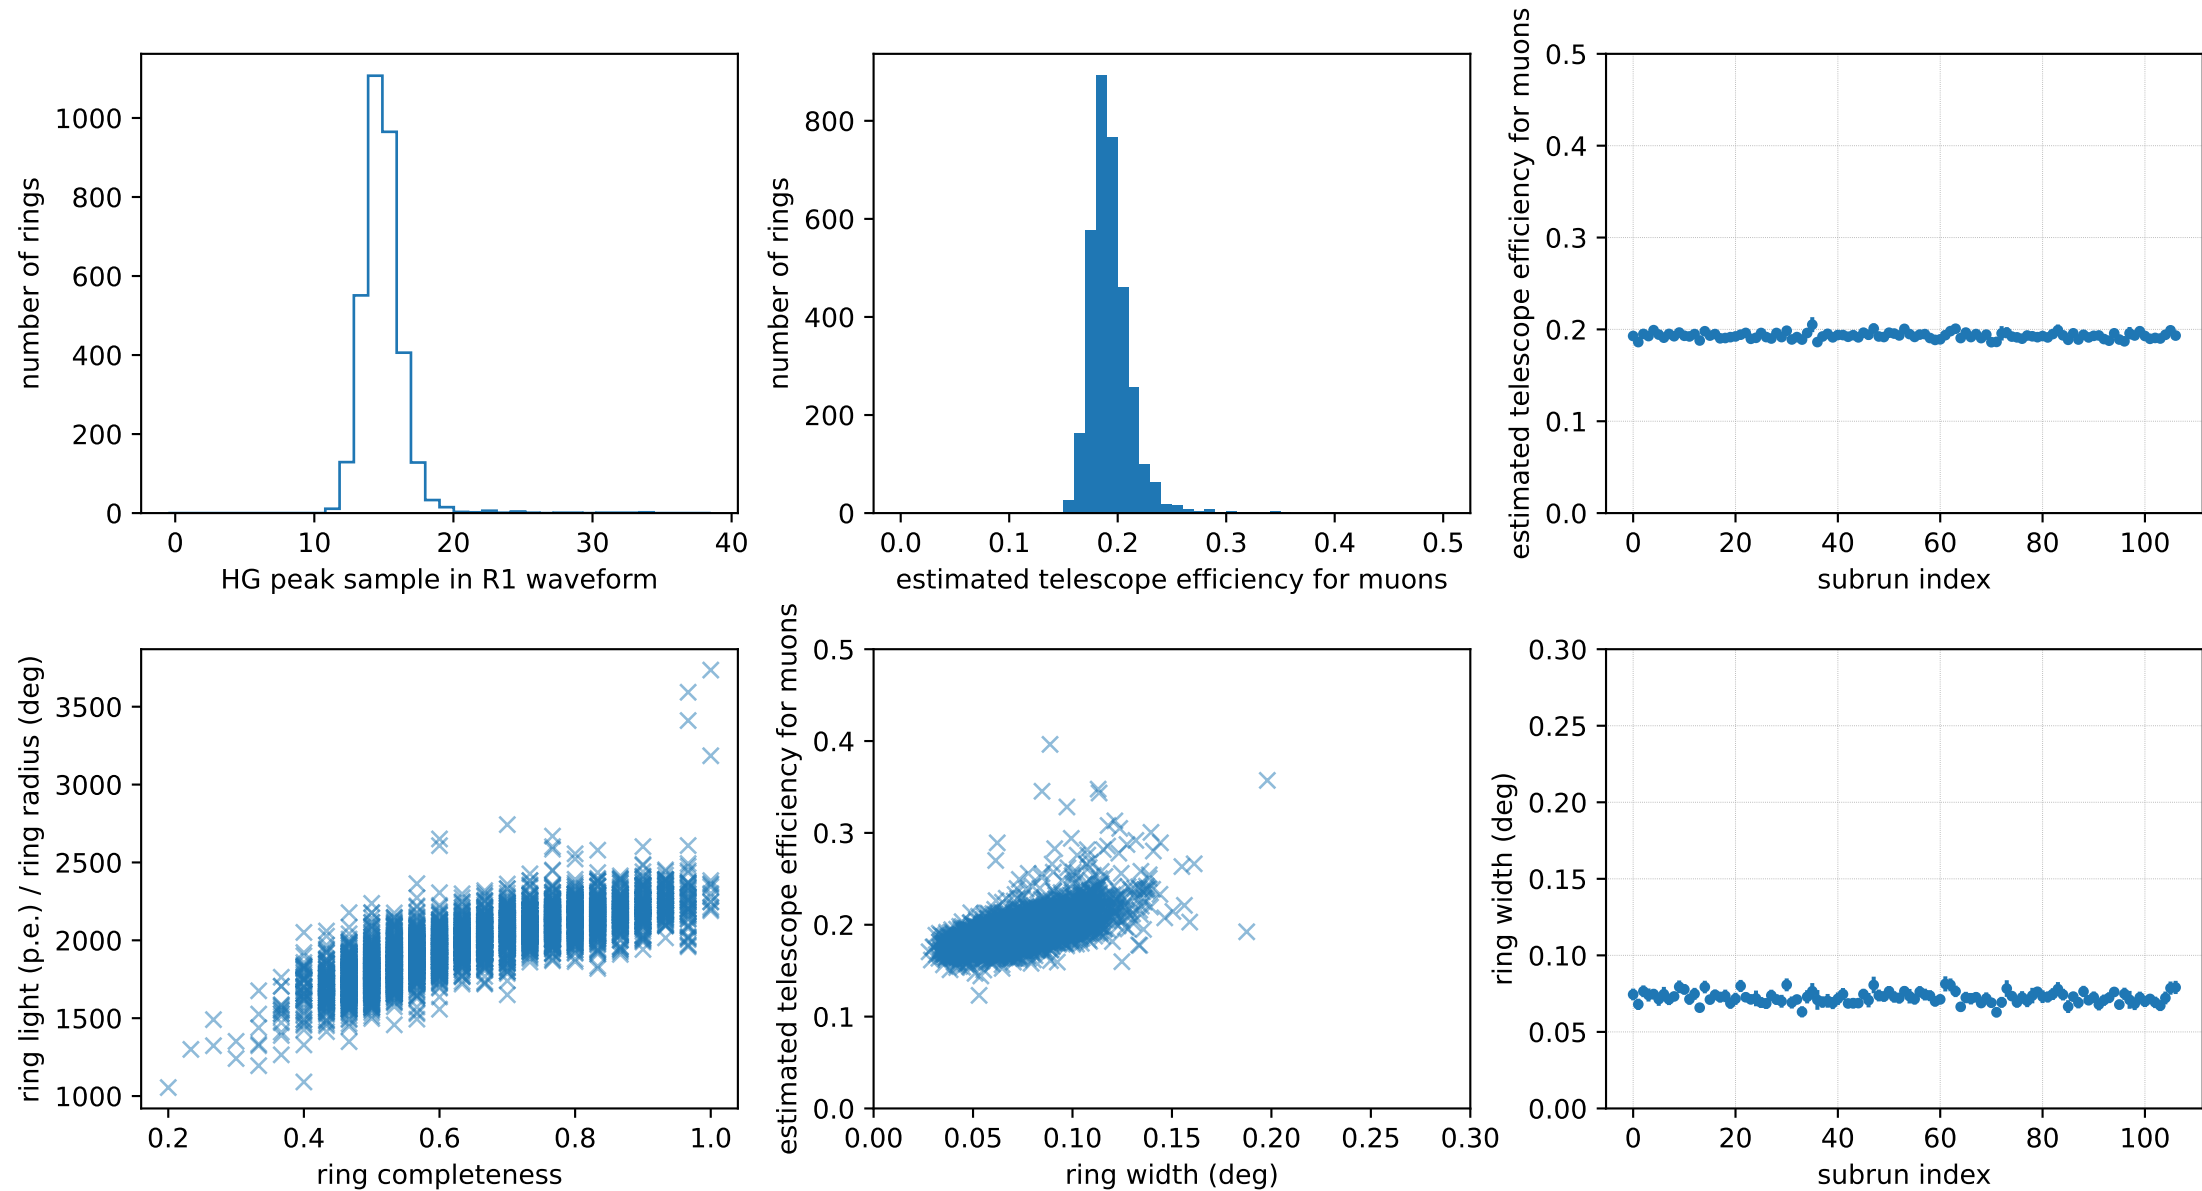 number of rings
1000
800
600
400
200
0
0 10 20 30 40
HG peak sample in R1 waveform
number of rings
800
600
400
200
0
0.0 0.1 0.2 0.3 0.4 0.5
estimated telescope efficiency for muons
estimated telescope efficiency for muons
0.5
0.4
0.3
0.2
0.1
0.0
0 20 40 60 80 100
subrun index
ring light (p.e.) / ring radius (deg)
3500
3000
2500
2000
1500
1000
0.2 0.4 0.6 0.8 1.0
ring completeness
estimated telescope efficiency for muons
0.5
0.4
0.3
0.2
0.1
0.0
0.00 0.05 0.10 0.15 0.20 0.25 0.30
ring width (deg)
ring width (deg)
0.30
0.25
0.20
0.15
0.10
0.05
0.00
0 20 40 60 80 100
subrun index